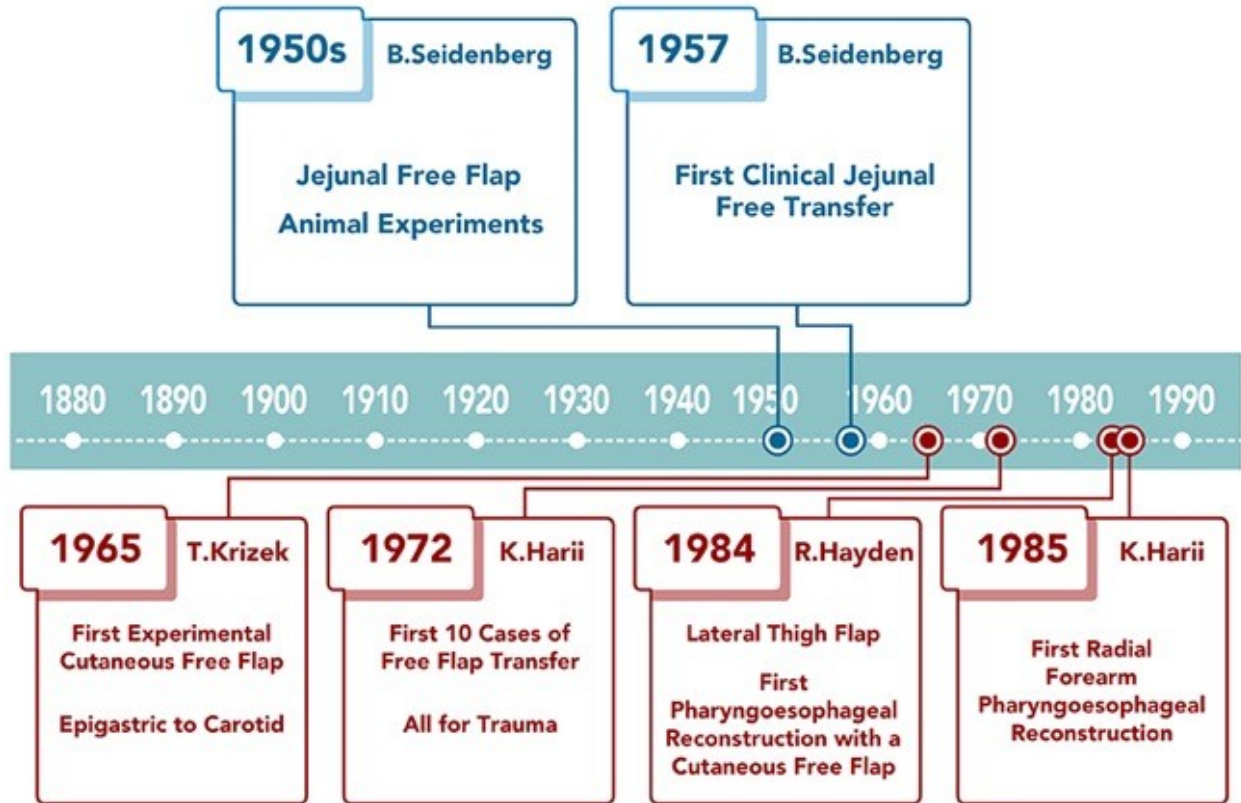 1950s B.Seidenberg
Jejunal Free Flap
Animal Experiments
1957 B.Seidenberg
First Clinical Jejunal
Free Transfer
1880 1890 1900 1910 1920 1930 1940 1950 1960 1970 1980 1990
1965 T.Krizek
First Experimental
Cutaneous Free Flap
Epigastric to Carotid
1972 K.Harii
First 10 Cases of
Free Flap Transfer
All for Trauma
1984 R.Hayden
Lateral Thigh Flap
First
Pharyngoesophageal
Reconstruction with a
Cutaneous Free Flap
1985 K.Harii
First Radial
Forearm
Pharyngoesophageal
Reconstruction